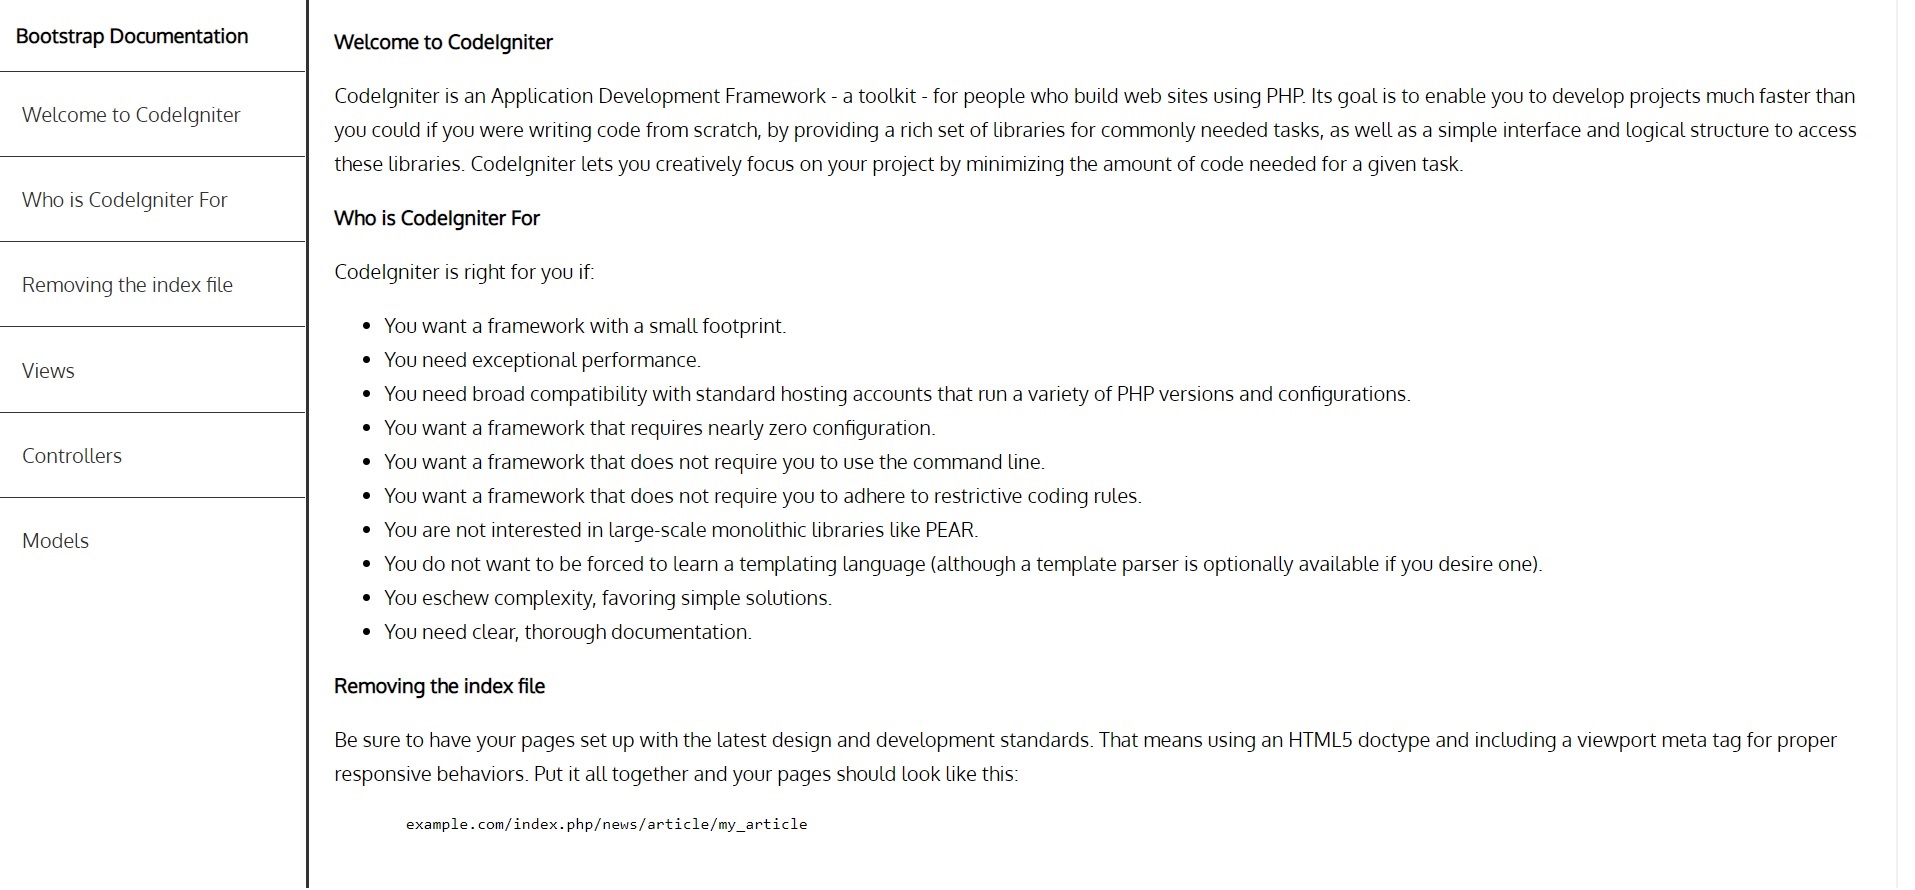 Bootstrap Documentation
Welcome to CodeIgniter
Who is CodeIgniter For
Removing the index file
Views
Controllers
Models
Welcome to CodeIgniter
CodeIgniter is an Application Development Framework - a toolkit - for people who build web sites using PHP. Its goal is to enable you to develop projects much faster than
you could if you were writing code from scratch, by providing a rich set of libraries for commonly needed tasks, as well as a simple interface and logical structure to access
these libraries. CodeIgniter lets you creatively focus on your project by minimizing the amount of code needed for a given task.
Who is CodeIgniter For
CodeIgniter is right for you if:
• You want a framework with a small footprint.
• You need exceptional performance.
• You need broad compatibility with standard hosting accounts that run a variety of PHP versions and configurations.
• You want a framework that requires nearly zero configuration.
• You want a framework that does not require you to use the command line.
• You want a framework that does not require you to adhere to restrictive coding rules.
• You are not interested in large-scale monolithic libraries like PEAR.
• You do not want to be forced to learn a templating language (although a template parser is optionally available if you desire one).
• You eschew complexity, favoring simple solutions.
• You need clear, thorough documentation.
Removing the index file
Be sure to have your pages set up with the latest design and development standards. That means using an HTML5 doctype and including a viewport meta tag for proper
responsive behaviors. Put it all together and your pages should look like this:
example.com/index.php/news/article/my_article